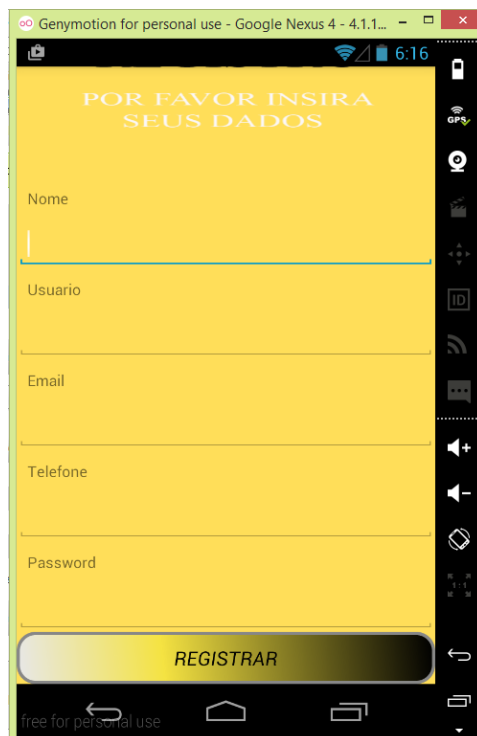 Genymotion for personal use - Google Nexus 4 - 4.1.1...
6:16
POR FAVOR INSIRA
SEUS DADOS
GPS
Nome
Usuario
ID
Email
Telefone
Password
1:1
REGISTRAR
free for personal use